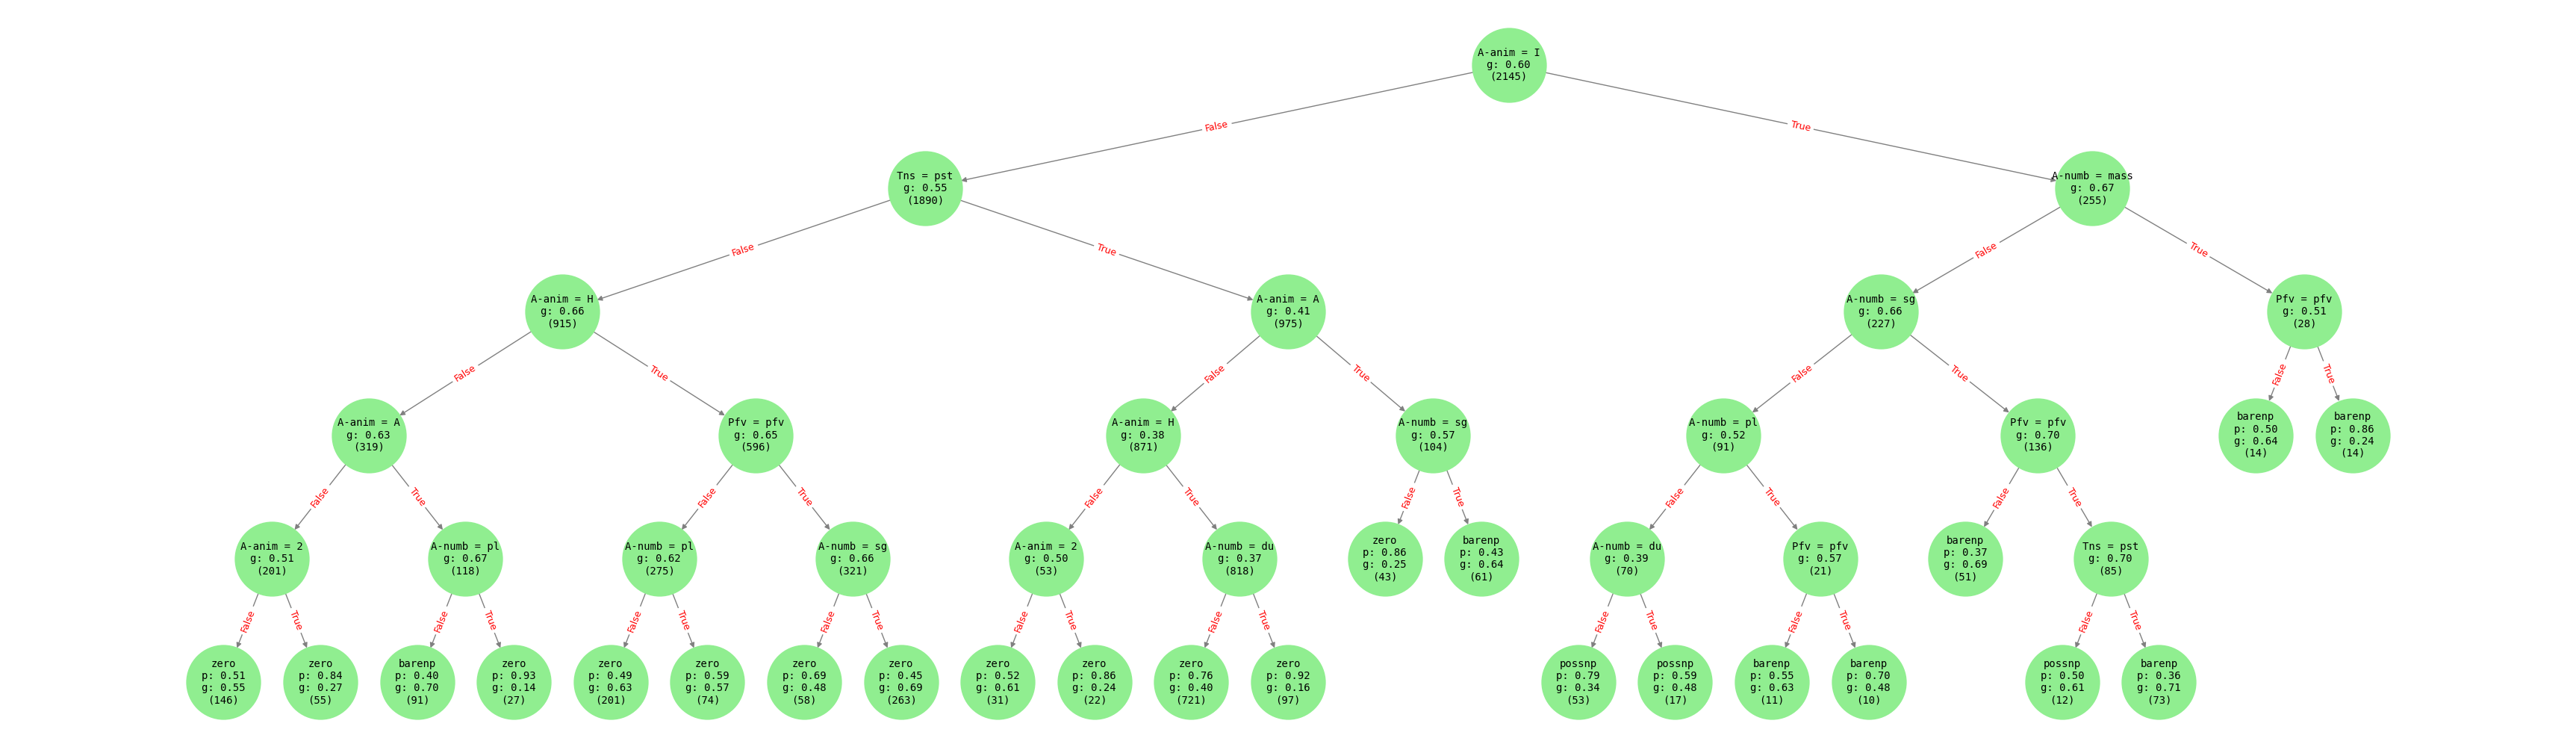 A-anim = I
g: 0.60
(2145)
False
True
Tns = pst
g: 0.55
(1890)
A-numb = mass
g: 0.67
(255)
False
True
False
True
A-anim = H
g: 0.66
(915)
A-anim = A
g: 0.41
(975)
A-numb = sg
g: 0.66
(227)
Pfv = pfv
g: 0.51
(28)
False
True
False
True
False
True
False
True
A-anim = A
g: 0.63
(319)
Pfv = pfv
g: 0.65
(596)
A-anim = H
g: 0.38
(871)
A-numb = sg
g: 0.57
(104)
A-numb = pl
g: 0.52
(91)
Pfv = pfv
g: 0.70
(136)
barenp
p: 0.50
g: 0.64
(14)
barenp
p: 0.86
g: 0.24
(14)
False
True
False
True
False
True
False
True
False
True
False
True
A-anim = 2
g: 0.51
(201)
A-numb = pl
g: 0.67
(118)
A-numb = pl
g: 0.62
(275)
A-numb = sg
g: 0.66
(321)
A-anim = 2
g: 0.50
(53)
A-numb = du
g: 0.37
(818)
zero
p: 0.86
g: 0.25
(43)
barenp
p: 0.43
g: 0.64
(61)
A-numb = du
g: 0.39
(70)
Pfv = pfv
g: 0.57
(21)
barenp
p: 0.37
g: 0.69
(51)
Tns = pst
g: 0.70
(85)
False
True
False
True
False
True
False
True
False
True
False
True
False
True
False
True
False
True
zero
p: 0.51
g: 0.55
(146)
zero
p: 0.84
g: 0.27
(55)
barenp
p: 0.40
g: 0.70
(91)
zero
p: 0.93
g: 0.14
(27)
zero
p: 0.49
g: 0.63
(201)
zero
p: 0.59
g: 0.57
(74)
zero
p: 0.69
g: 0.48
(58)
zero
p: 0.45
g: 0.69
(263)
zero
p: 0.52
g: 0.61
(31)
zero
p: 0.86
g: 0.24
(22)
zero
p: 0.76
g: 0.40
(721)
zero
p: 0.92
g: 0.16
(97)
possnp
p: 0.79
g: 0.34
(53)
possnp
p: 0.59
g: 0.48
(17)
barenp
p: 0.55
g: 0.63
(11)
barenp
p: 0.70
g: 0.48
(10)
possnp
p: 0.50
g: 0.61
(12)
barenp
p: 0.36
g: 0.71
(73)